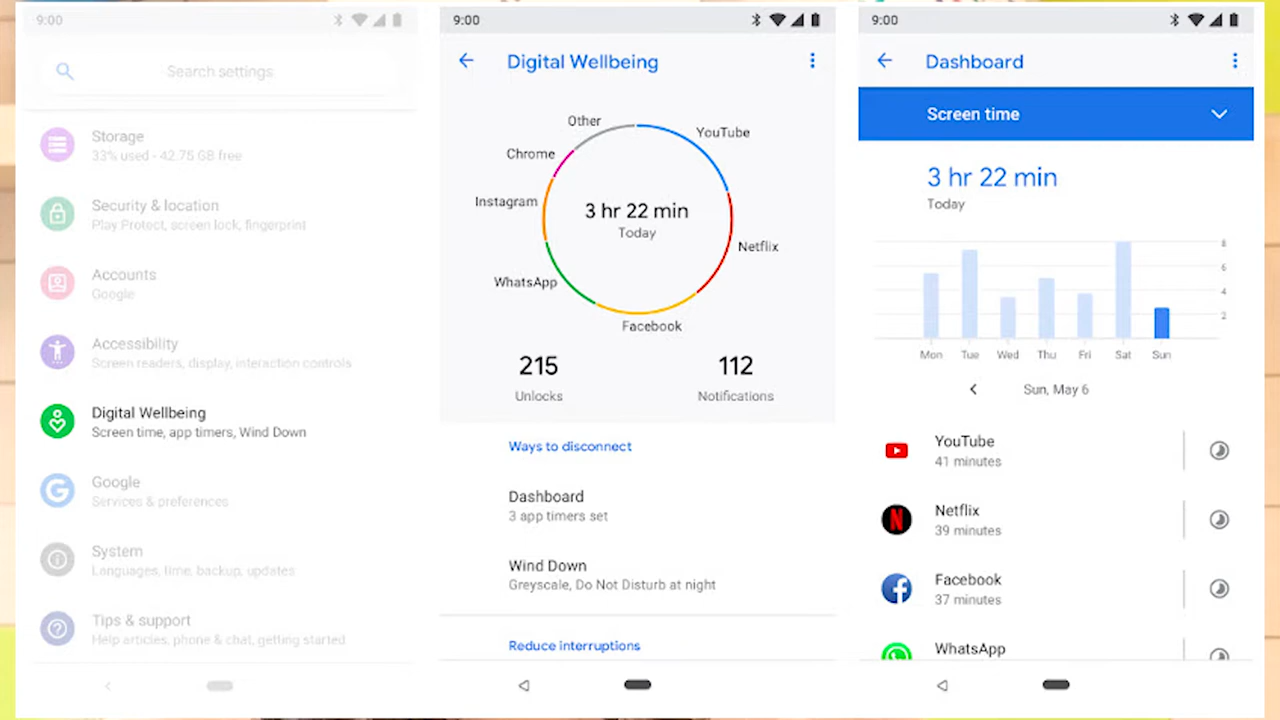 9:00
Search settings
Storage
33% used - 42.75 GB free
Security & location
Play Protect, screen lock, fingerprint
Accounts
Google
Accessibility
Screen readers, display, interaction controls
Digital Wellbeing
Screen time, app timers, Wind Down
Google
Services & preferences
System
Languages, time, backup, updates
Tips & support
Help articles, phone & chat, getting started
9:00
Digital Wellbeing
Other
YouTube
Chrome
Instagram
3 hr 22 min
Today
Netflix
WhatsApp
Facebook
215
112
Unlocks
Notifications
Ways to disconnect
Dashboard
3 app timers set
Wind Down
Greyscale, Do Not Disturb at night
Reduce interruptions
9:00
Dashboard
Screen time
3 hr 22 min
Today
8
6
4
2
Mon Tue Wed Thu Fri Sat Sun
Sun, May 6
YouTube
41 minutes
N
Netflix
39 minutes
f
Facebook
37 minutes
WhatsApp